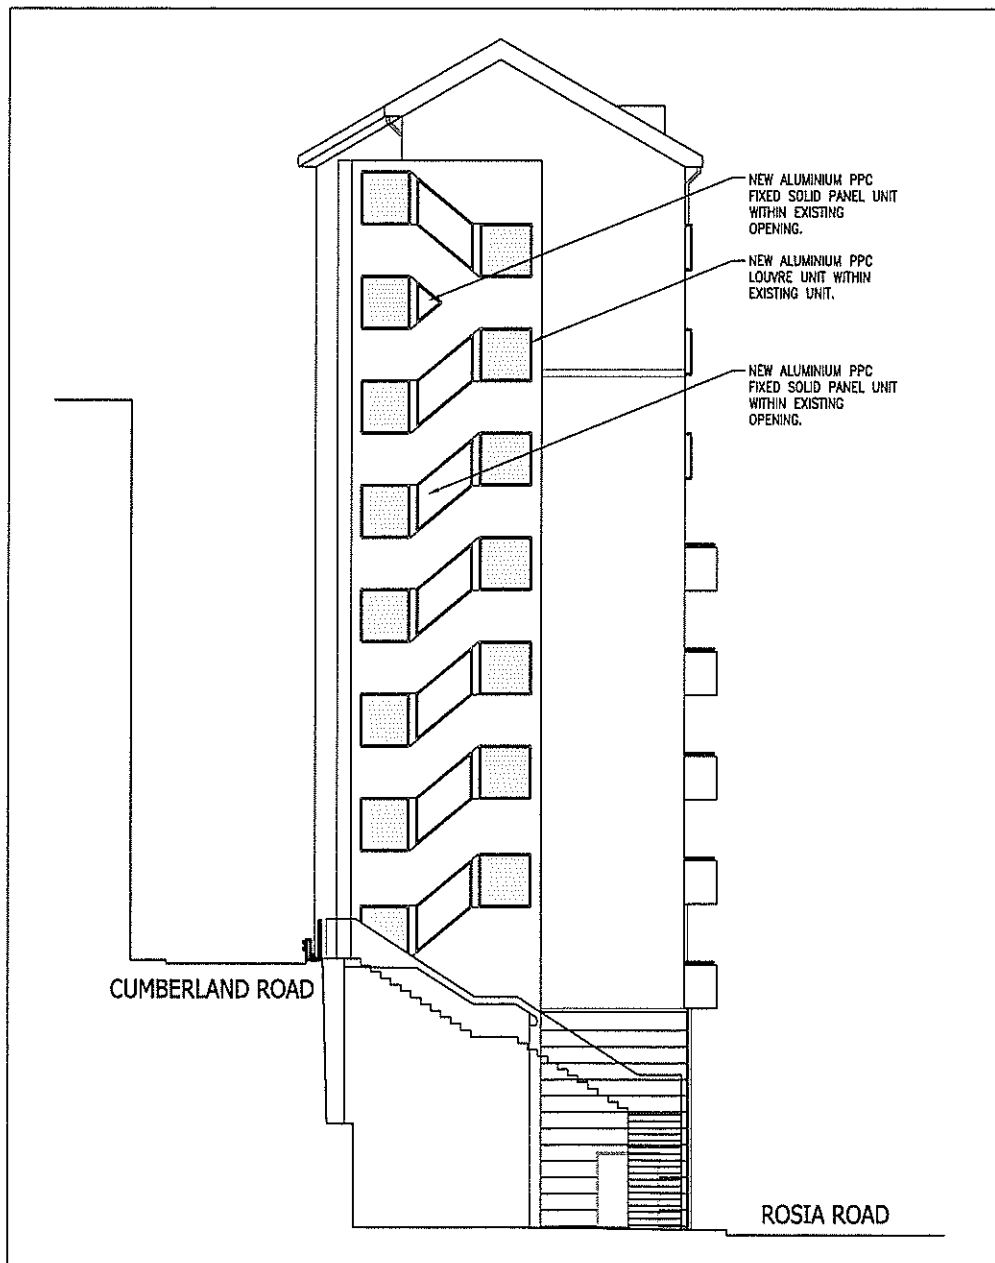 NEW ALUMINIUM PPC
FIXED SOLID PANEL UNIT
WITHIN EXISTING
OPENING.
NEW ALUMINIUM PPC
LOUVRE UNIT WITHIN
EXISTING UNIT.
NEW ALUMINIUM PPC
FIXED SOLID PANEL UNIT
WITHIN EXISTING
OPENING.
CUMBERLAND ROAD
ROSIA ROAD